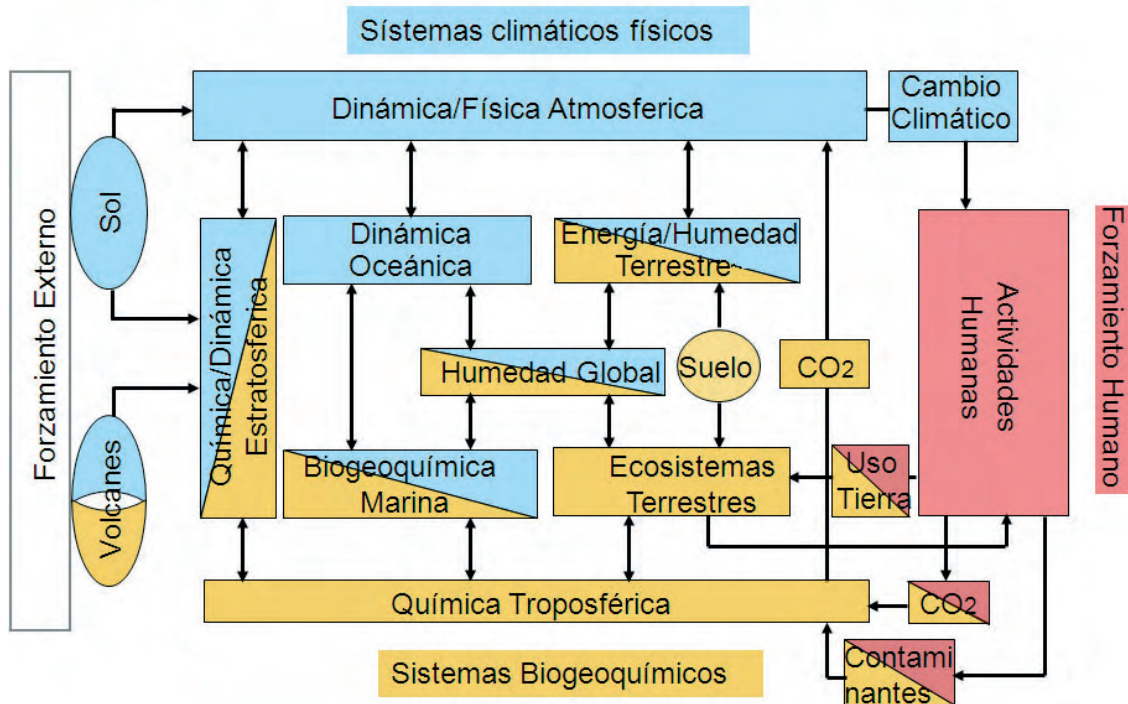 Sístemas climáticos físicos
Dinámica/Física Atmosferica
Cambio
Climático
Forzamiento Externo
Sol
Volcanes
Química/Dinámica
Estratosferica
Dinámica
Oceánica
Energía/Humedad
Terrestre
Humedad Global
Suelo
CO2
Biogeoquímica
Marina
Ecosistemas
Terrestres
Uso
Tierra
Actividades
Humanas
Forzamiento Humano
Química Troposférica
CO2
Contami
nantes
Sistemas Biogeoquímicos